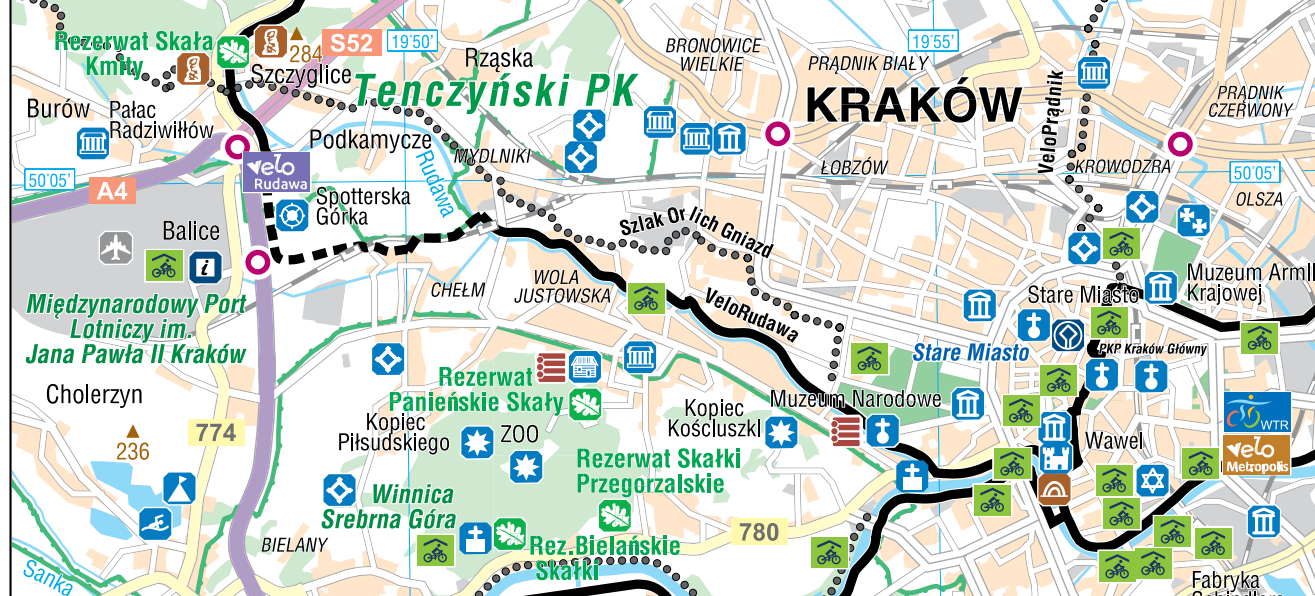 Rezerwat Skała
Kmity
284
S52
19°50'
Szczyglice
Rząska
BRONOWICE
WIELKIE
19°55'
PRĄDNIK BIAŁY
Tenczyński PK
KRAKÓW
VeloPrądnik
PRĄDNIK
CZERWONY
Burów
Pałac
Radziwiłłów
Podkamycze
Rudawa
MYDLNIKI
ŁOBZÓW
KROWODZRA
50°05'
A4
velo
Rudawa
50°05'
OLSZA
Spotterska
Górka
Balice
i
Szlak Or lich Gniazd
Międzynarodowy Port
Lotniczy im.
Jana Pawła II Kraków
CHEŁM
WOLA
JUSTOWSKA
VeloRudawa
Muzeum Armii
Krajowej
Stare Miasto
Stare Miasto
PKP Kraków Główny
Cholerzyn
236
774
Rezerwat
Panieńskie Skały
Kopiec
Piłsudskiego
ZOO
Kopiec
Kościuszki
Muzeum Narodowe
Wawel
WTR
velo
Metropolis
Rezerwat Skałki
Przegorzalskie
Winnica
Srebrna Góra
780
BIELANY
Rez.Bielańskie
Skałki
Sanka
Fabryka